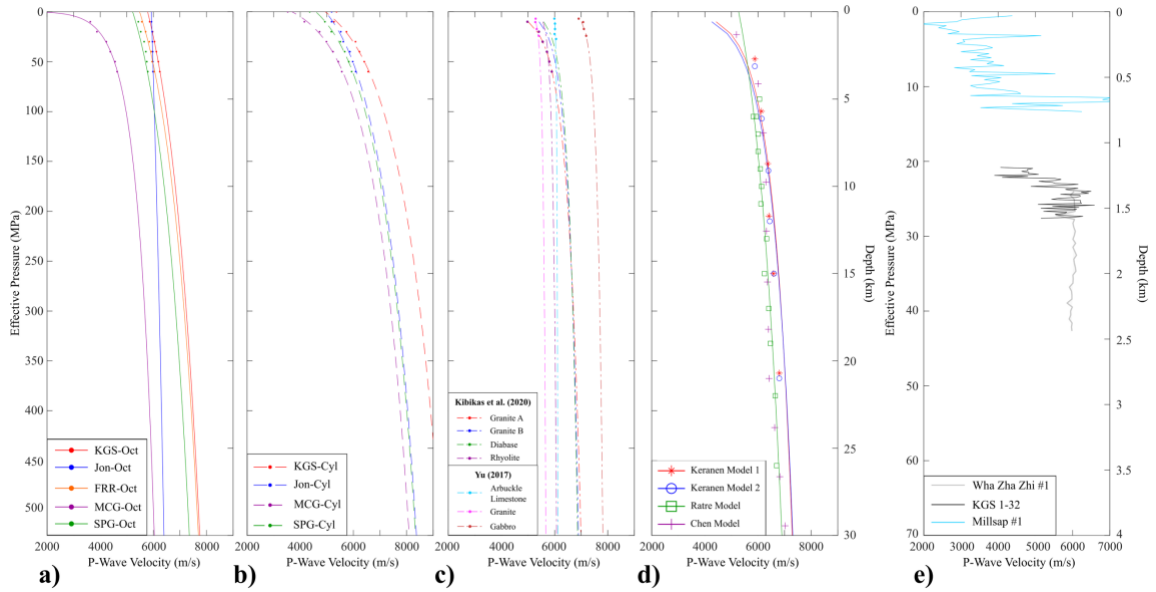 0
50
100
150
200
250
300
350
400
450
500
Effective Pressure (MPa)
2000
4000
6000
8000
P-Wave Velocity (m/s)
KGS-Oct
Jon-Oct
FRR-Oct
MCG-Oct
SPG-Oct
a)
2000
4000
6000
8000
P-Wave Velocity (m/s)
KGS-Cyl
Jon-Cyl
MCG-Cyl
SPG-Cyl
b)
2000
4000
6000
8000
P-Wave Velocity (m/s)
Kibikas et al. (2020)
Granite A
Granite B
Diabase
Rhyolite
Yu (2017)
Arbuckle
Limestone
Granite
Gabbro
c)
0
5
10
15
20
25
30
Depth (km)
2000
4000
6000
8000
P-Wave Velocity (m/s)
Keranen Model 1
Keranen Model 2
Ratre Model
Chen Model
d)
0
10
20
30
40
50
60
70
Effective Pressure (MPa)
0
0.5
1
1.5
2
2.5
3
3.5
4
Depth (km)
2000
3000
4000
5000
6000
7000
P-Wave Velocity (m/s)
Wha Zha Zhi #1
KGS 1-32
Millsap #1
e)